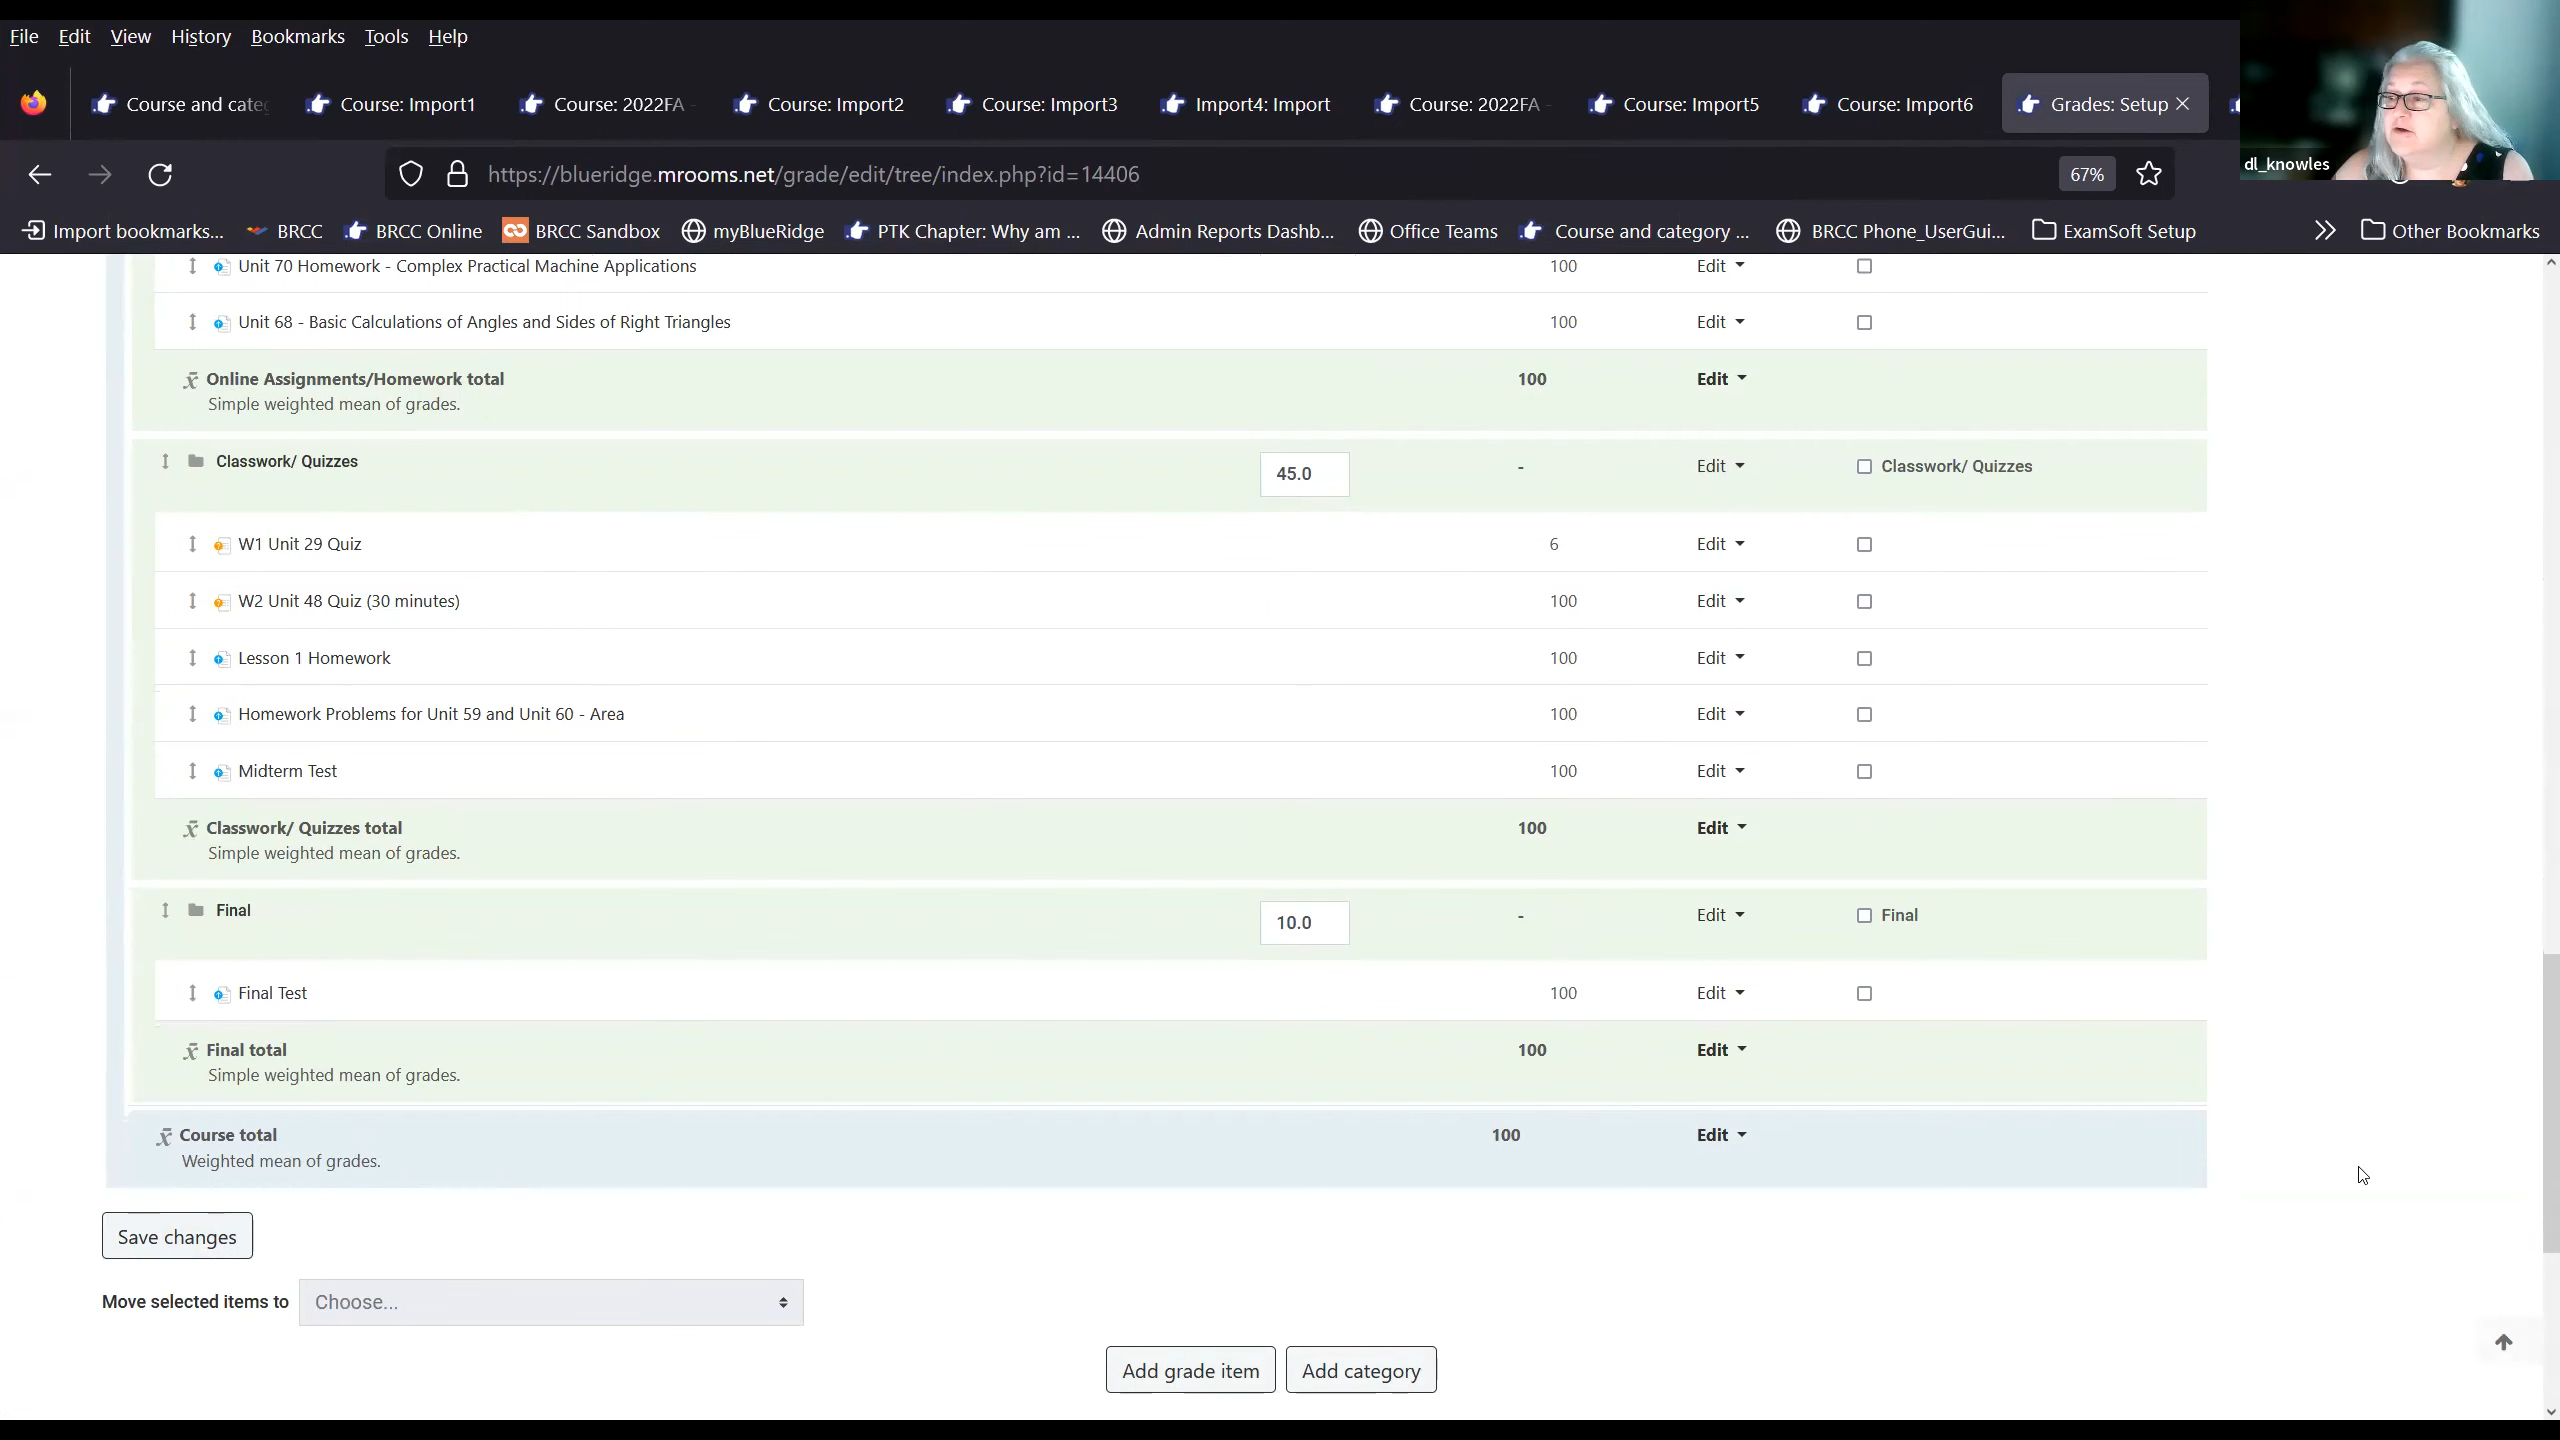 File Edit View History Bookmarks Tools Help
Course and cate Course: Import1 Course: 2022FA - Course: Import2 Course: Import3 Import4: Import Course: 2022FA - Course: Import5 Course: Import6 Grades: Setup
dl_knowles
https://blueridge.mrooms.net/grade/edit/tree/index.php?id=14406 67%
Import bookmarks... BRCC BRCC Online BRCC Sandbox myBlueRidge PTK Chapter: Why am ... Admin Reports Dashb... Office Teams Course and category ... BRCC Phone_UserGui... ExamSoft Setup Other Bookmarks
Unit 70 Homework - Complex Practical Machine Applications 100 Edit
Unit 68 - Basic Calculations of Angles and Sides of Right Triangles 100 Edit
x̄ Online Assignments/Homework total 100 Edit
Simple weighted mean of grades.
Classwork/ Quizzes 45.0 - Edit Classwork/ Quizzes
W1 Unit 29 Quiz 6 Edit
W2 Unit 48 Quiz (30 minutes) 100 Edit
Lesson 1 Homework 100 Edit
Homework Problems for Unit 59 and Unit 60 - Area 100 Edit
Midterm Test 100 Edit
x̄ Classwork/ Quizzes total 100 Edit
Simple weighted mean of grades.
Final 10.0 - Edit Final
Final Test 100 Edit
x̄ Final total 100 Edit
Simple weighted mean of grades.
x̄ Course total 100 Edit
Weighted mean of grades.
Save changes
Move selected items to Choose...
Add grade item Add category